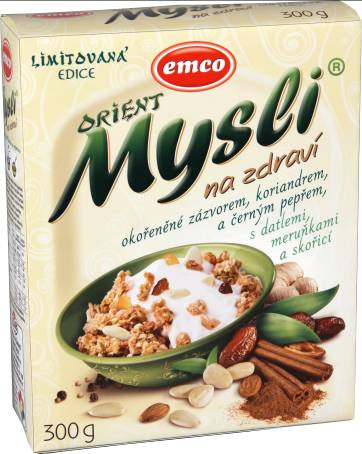 300 g
LIMITOVANÁ
EDICE
emco
ORIENT
Mysli®
na zdraví
okořeněné zázvorem, koriandrem,
a černým pepřem,
s datlemi,
meruňkami
a skořicí
300 g